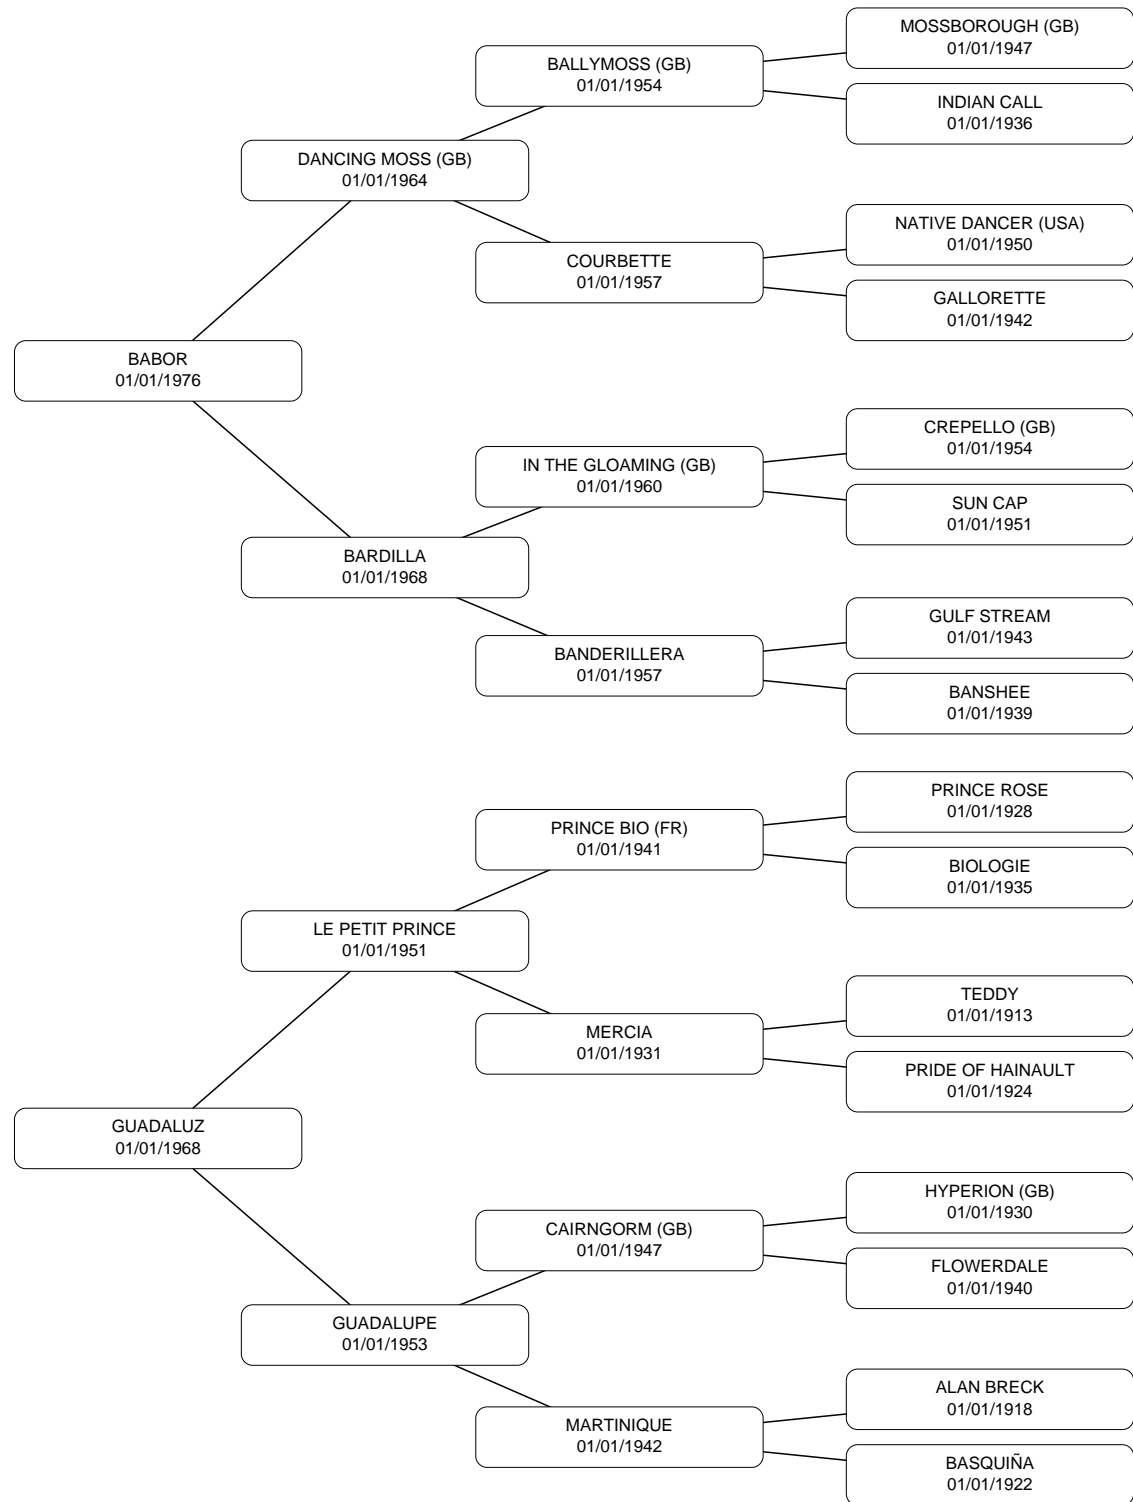 MOSSBOROUGH (GB)
01/01/1947
BALLYMOSS (GB)
01/01/1954
INDIAN CALL
01/01/1936
DANCING MOSS (GB)
01/01/1964
NATIVE DANCER (USA)
01/01/1950
COURBETTE
01/01/1957
GALLORETTE
01/01/1942
BABOR
01/01/1976
CREPELLO (GB)
01/01/1954
IN THE GLOAMING (GB)
01/01/1960
SUN CAP
01/01/1951
BARDILLA
01/01/1968
GULF STREAM
01/01/1943
BANDERILLERA
01/01/1957
BANSHEE
01/01/1939
PRINCE ROSE
01/01/1928
PRINCE BIO (FR)
01/01/1941
BIOLOGIE
01/01/1935
LE PETIT PRINCE
01/01/1951
TEDDY
01/01/1913
MERCIA
01/01/1931
PRIDE OF HAINAULT
01/01/1924
GUADALUZ
01/01/1968
HYPERION (GB)
01/01/1930
CAIRNGORM (GB)
01/01/1947
FLOWERDALE
01/01/1940
GUADALUPE
01/01/1953
ALAN BRECK
01/01/1918
MARTINIQUE
01/01/1942
BASQUIÑA
01/01/1922